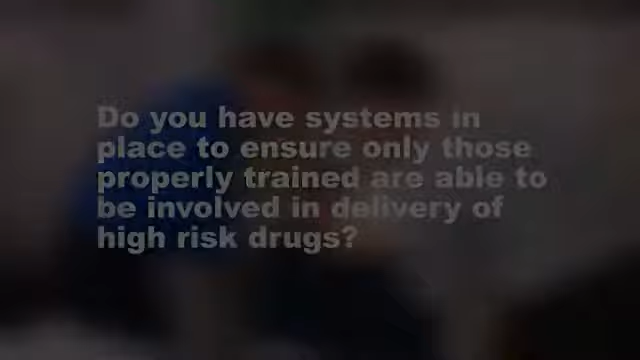 Do you have systems in
place to ensure only those
properly trained are able to
be involved in delivery of
high risk drugs?